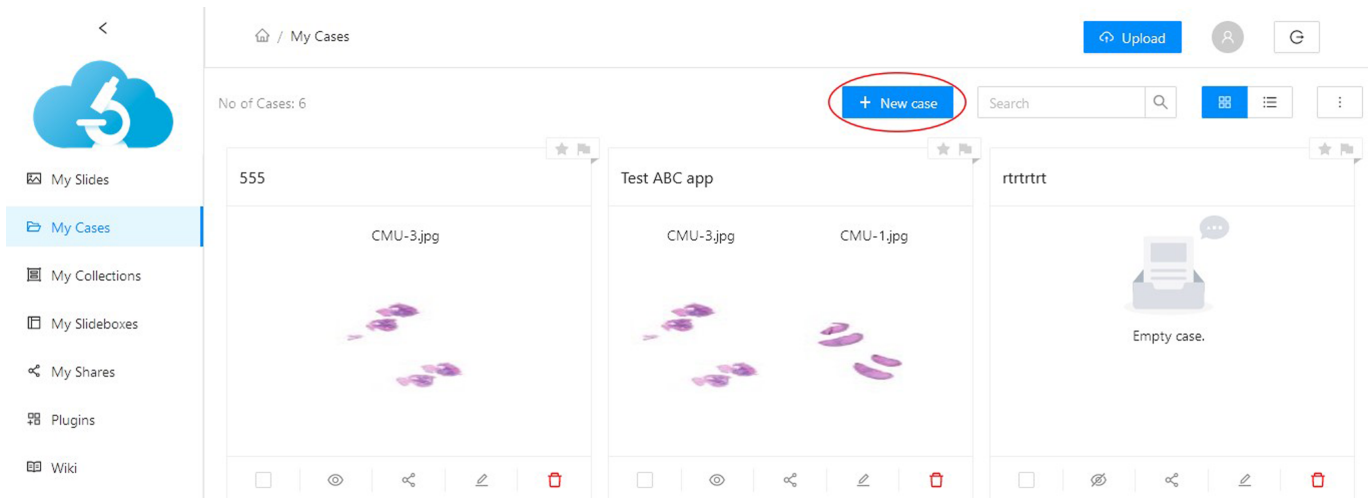 / My Cases
Upload
No of Cases: 6
+ New case
Search
My Slides
My Cases
My Collections
My Slideboxes
My Shares
Plugins
Wiki
555
CMU-3.jpg
Test ABC app
CMU-3.jpg
CMU-1.jpg
rtrtrtrt
Empty case.